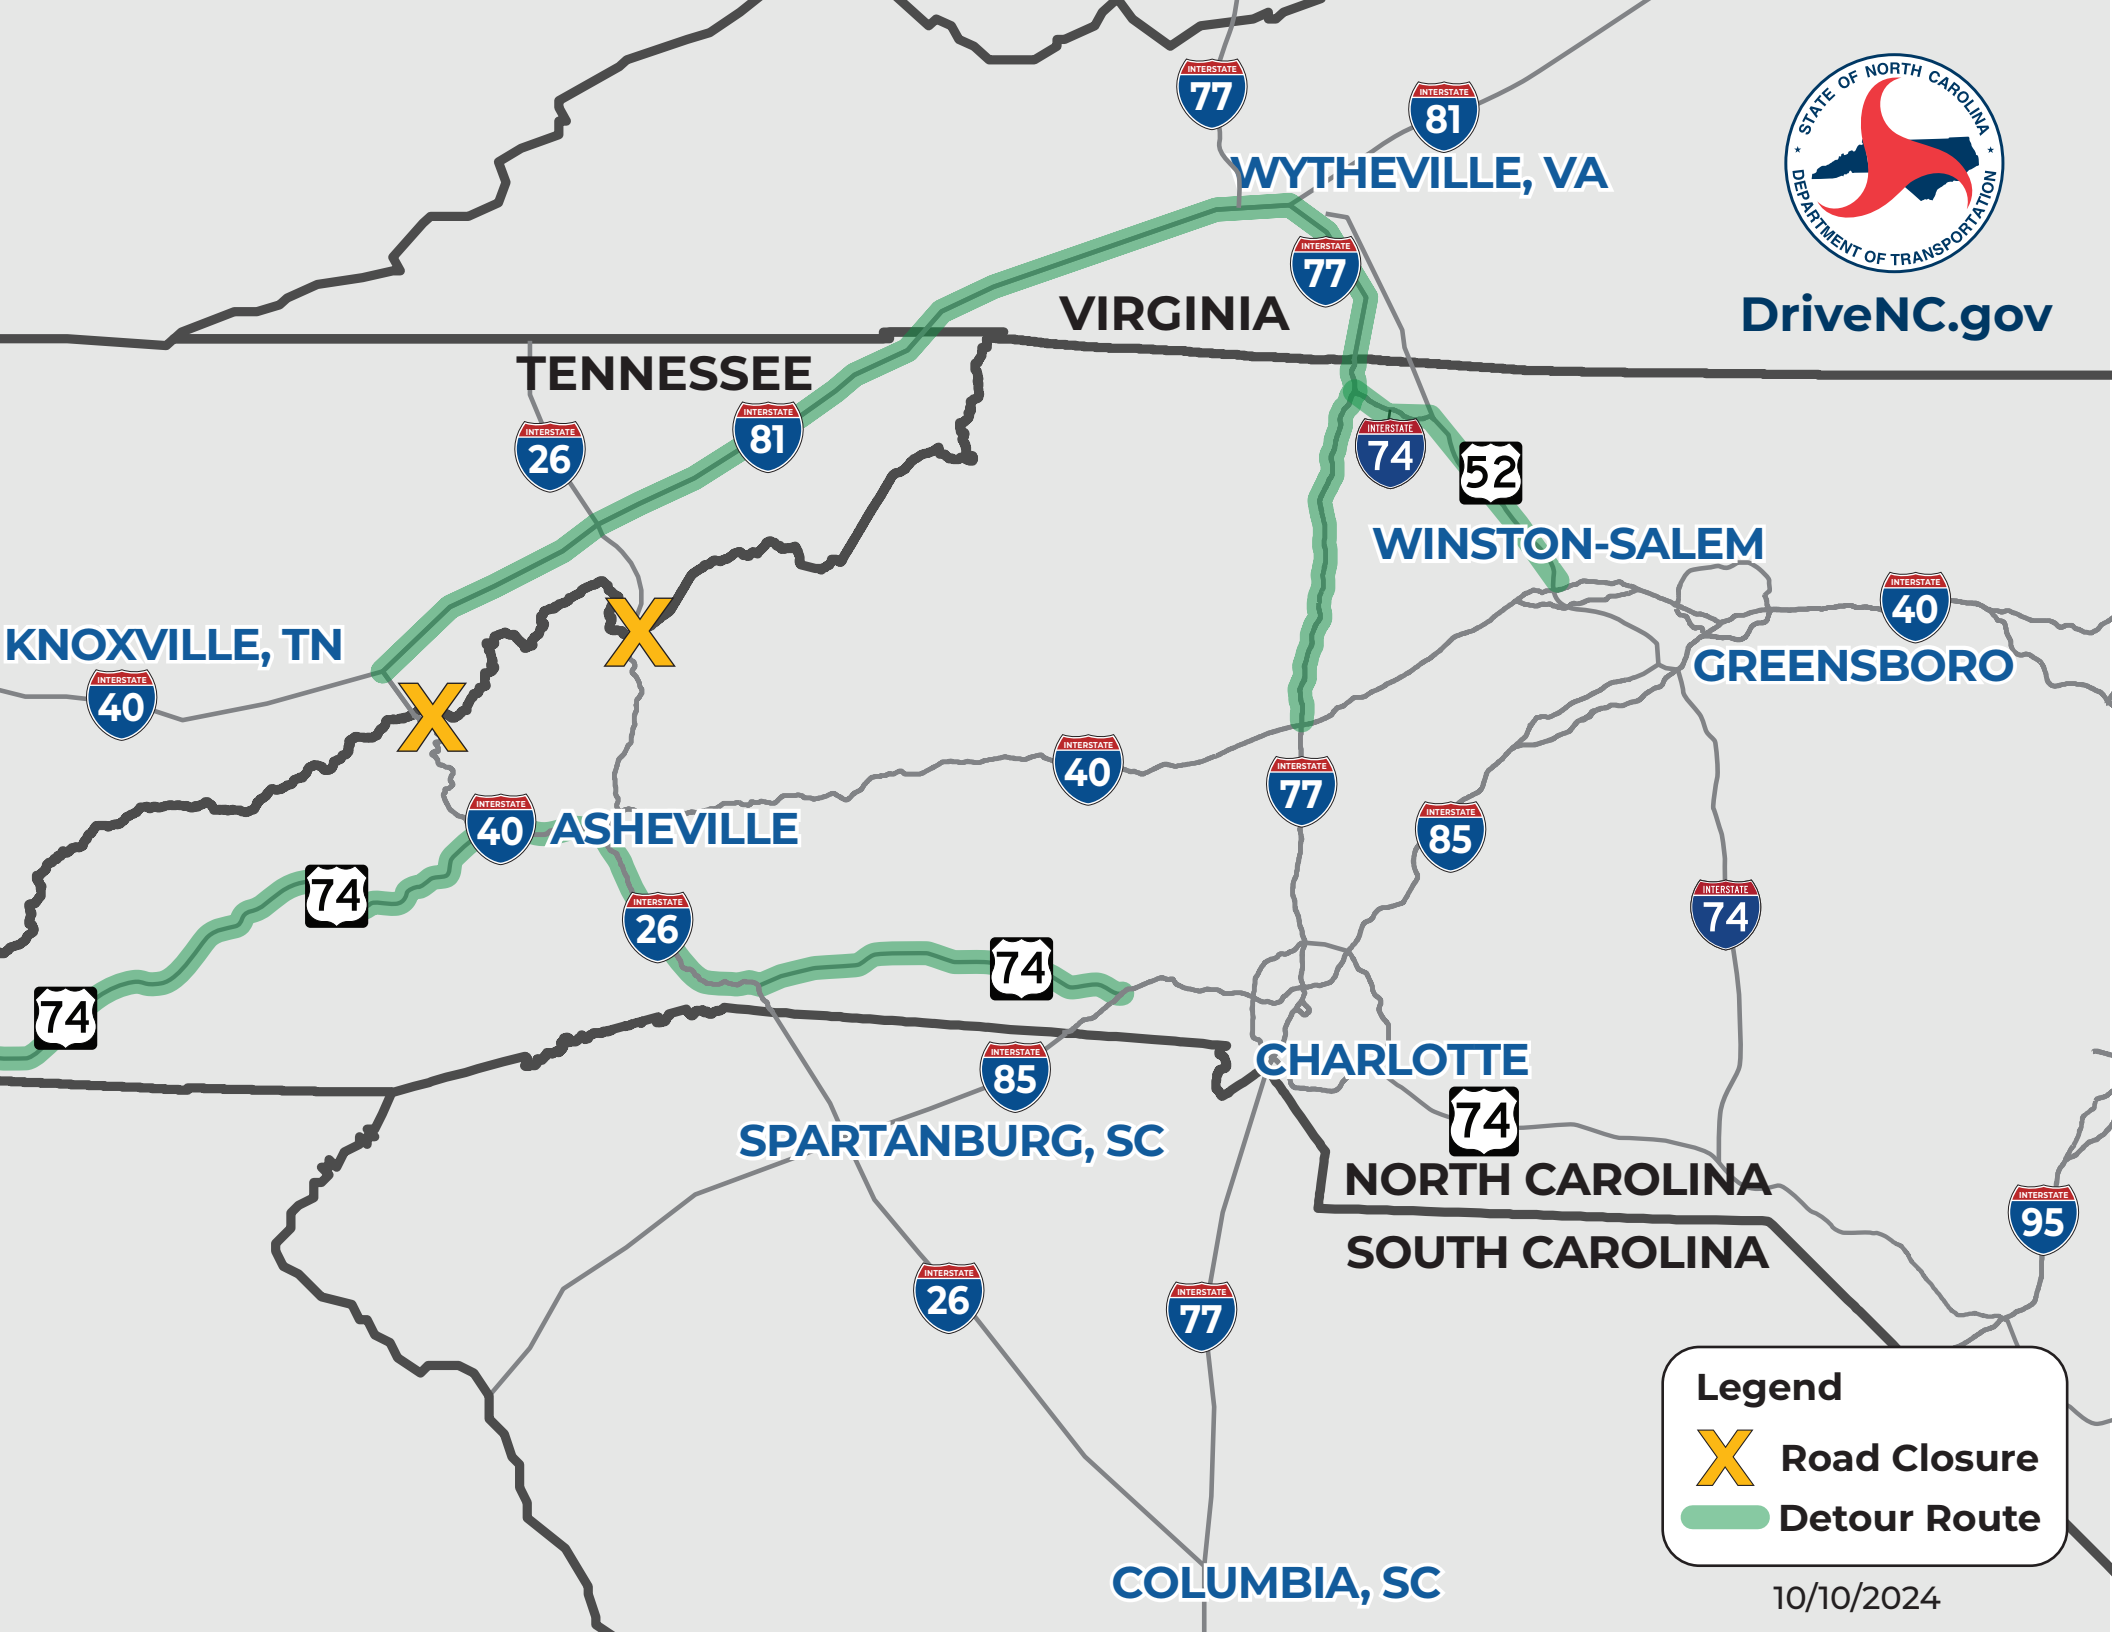 INTERSTATE
77
INTERSTATE
81
STATE OF NORTH CAROLINA
DEPARTMENT OF TRANSPORTATION
WYTHEVILLE, VA
INTERSTATE
77
VIRGINIA
DriveNC.gov
TENNESSEE
INTERSTATE
26
INTERSTATE
81
INTERSTATE
74
52
WINSTON-SALEM
INTERSTATE
40
KNOXVILLE, TN
GREENSBORO
INTERSTATE
40
INTERSTATE
40
INTERSTATE
77
INTERSTATE
40
ASHEVILLE
INTERSTATE
85
74
INTERSTATE
26
INTERSTATE
74
74
74
INTERSTATE
85
CHARLOTTE
74
SPARTANBURG, SC
NORTH CAROLINA
INTERSTATE
95
SOUTH CAROLINA
INTERSTATE
26
INTERSTATE
77
Legend
X Road Closure
Detour Route
COLUMBIA, SC
10/10/2024
X
X